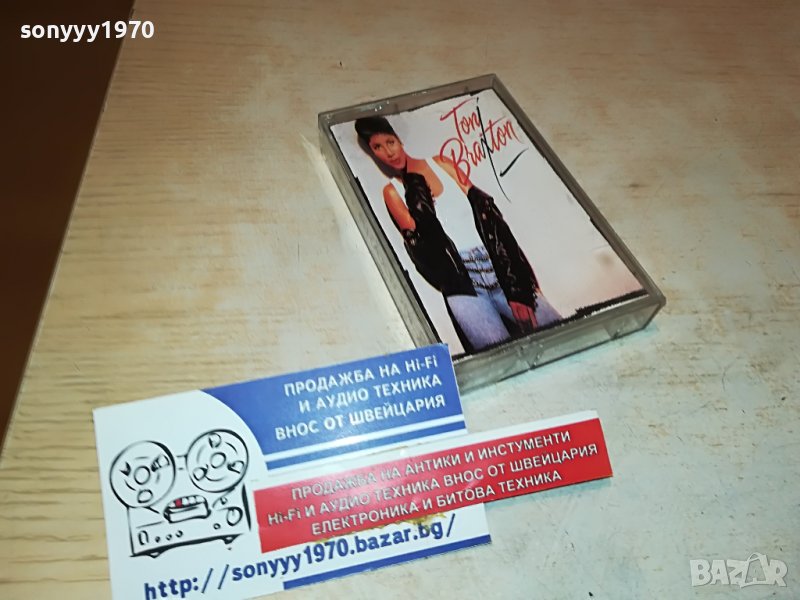 sonyyy1970
Toni
Braxton
ПРОДАЖБА НА Hi-Fi
И АУДИО ТЕХНИКА
ВНОС ОТ ШВЕЙЦАРИЯ
ПРОДАЖБА НА АНТИКИ И ИНСТУМЕНТИ
Hi-Fi И АУДИО ТЕХНИКА ВНОС ОТ ШВЕЙЦАРИЯ
ЕЛЕКТРОНИКА И БИТОВА ТЕХНИКА
http://sonyyy1970.bazar.bg/
BAZAR